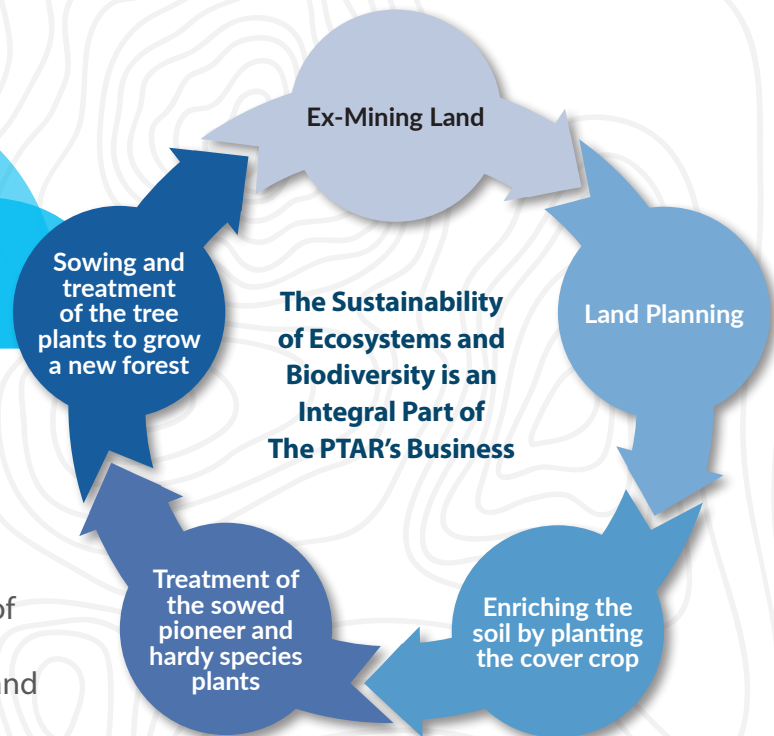 Ex-Mining Land
Land Planning
Enriching the
soil by planting
the cover crop
Treatment of
the sowed
pioneer and
hardy species
plants
Sowing and
treatment
of the tree
plants to grow
a new forest
The Sustainability
of Ecosystems and
Biodiversity is an
Integral Part of
The PTAR's Business
of
and